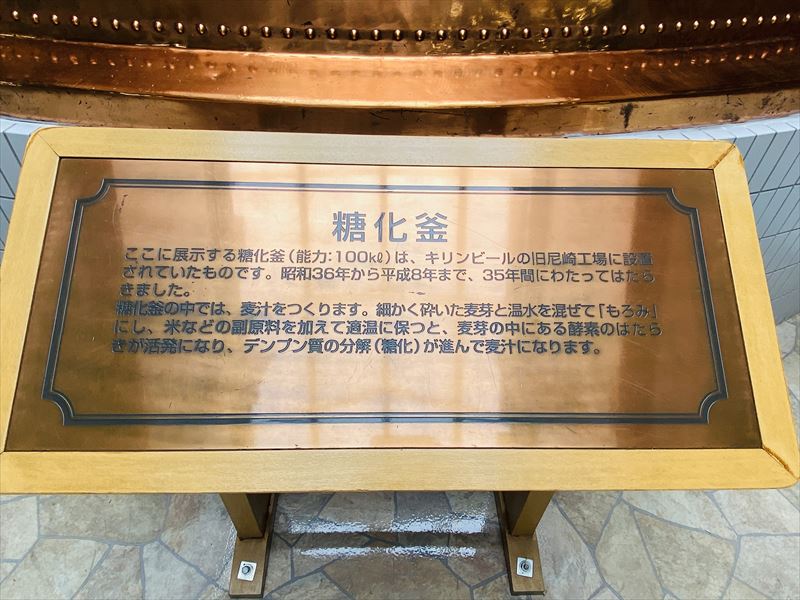 糖化釜
ここに展示する糖化釜(能力:100㎘)は、キリンビールの旧尼崎工場に設置
されていたものです。昭和36年から平成8年まで、35年間にわたってはたら
きました。
糖化釜の中では、麦汁をつくります。細かく砕いた麦芽と温水を混ぜて「もろみ」
にし、米などの副原料を加えて適温に保つと、麦芽の中にある酵素のはたら
きが活発になり、デンプン質の分解(糖化)が進んで麦汁になります。